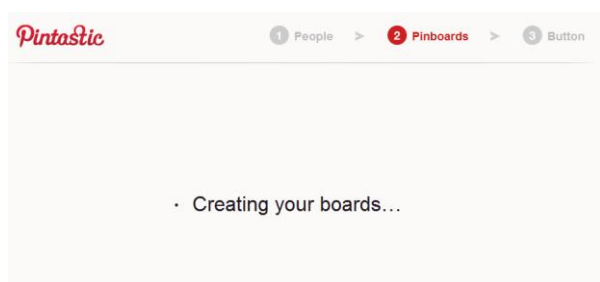 Pintastic 1 People > 2 Pinboards > 3 Button
· Creating your boards…